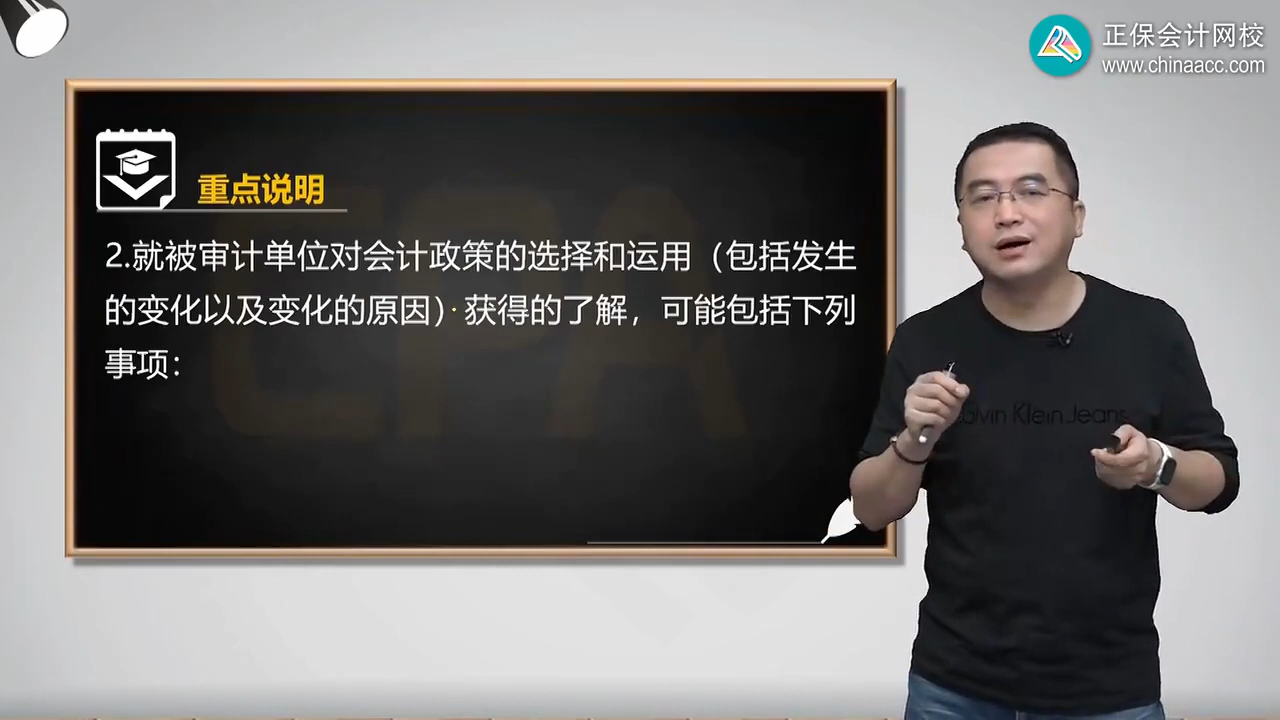 正保会计网校
www.chinaacc.com
重点说明
2.就被审计单位对会计政策的选择和运用（包括发生
的变化以及变化的原因）获得的了解，可能包括下列
事项：
Calvin Klein Jeans